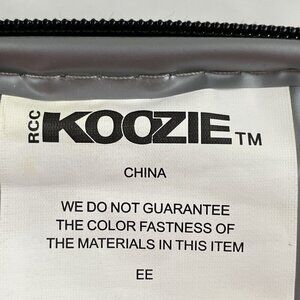 RCC KOOZIE TM
CHINA
WE DO NOT GUARANTEE
THE COLOR FASTNESS OF
THE MATERIALS IN THIS ITEM
EE